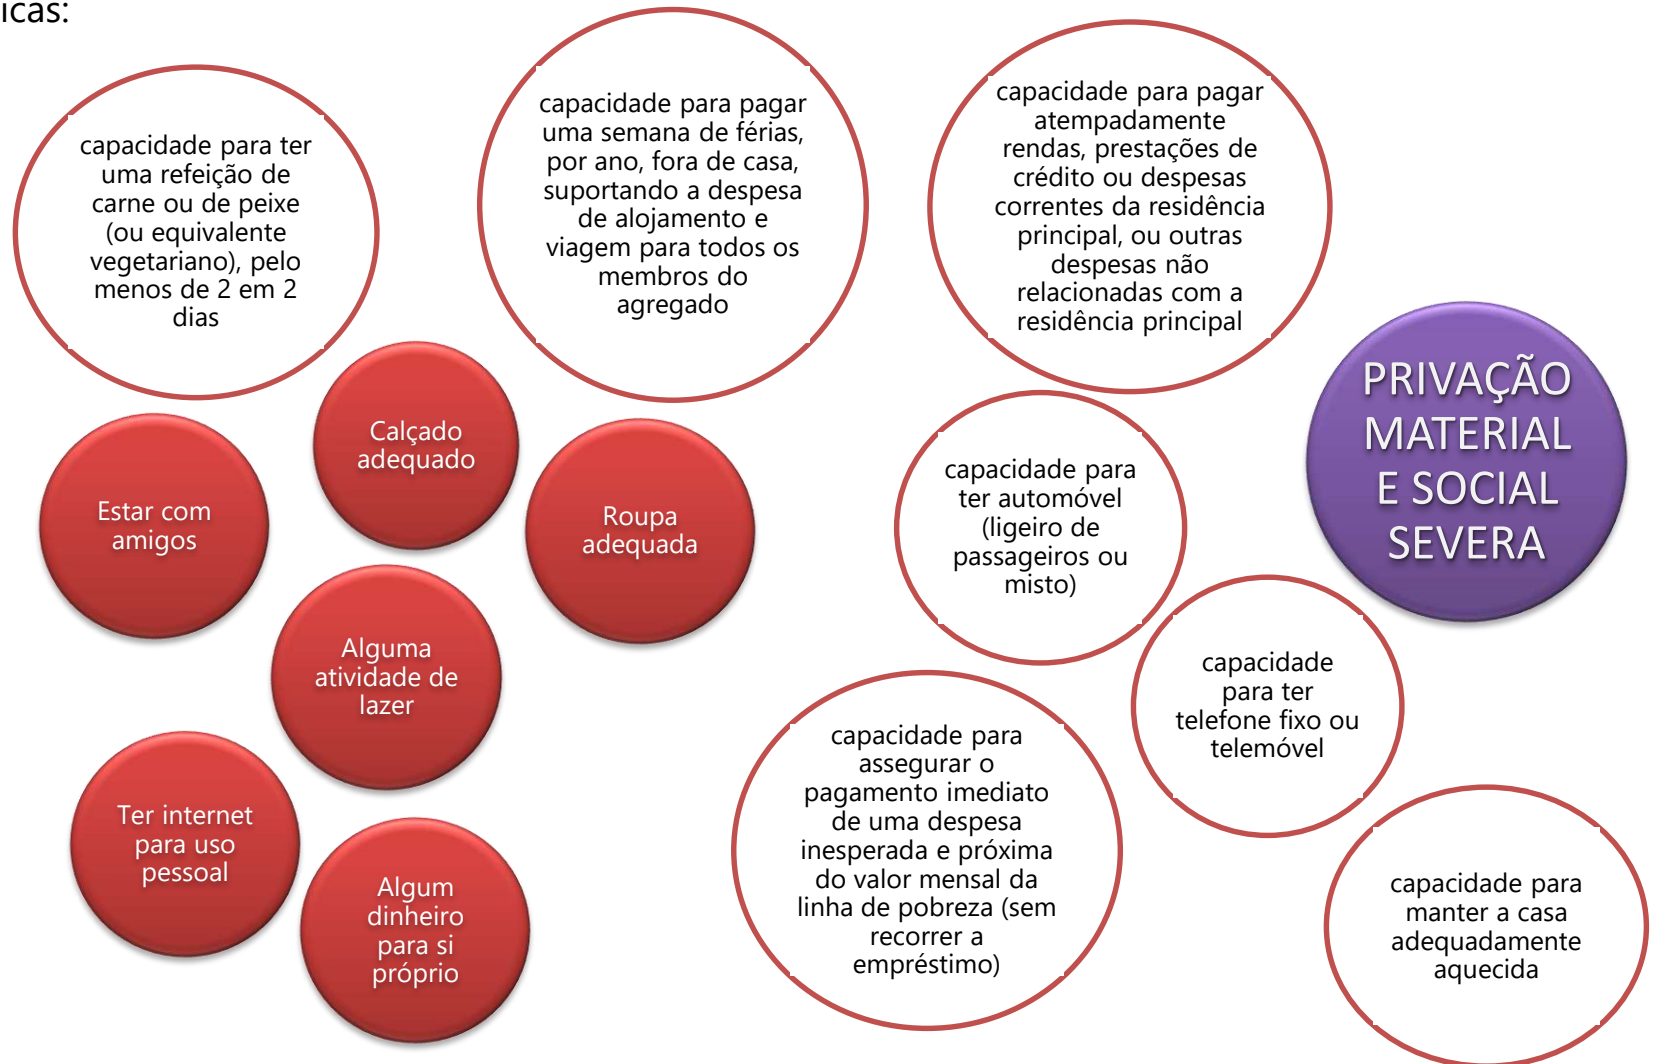 icas:
capacidade para ter
uma refeição de
carne ou de peixe
(ou equivalente
vegetariano), pelo
menos de 2 em 2
dias
capacidade para pagar
uma semana de férias,
por ano, fora de casa,
suportando a despesa
de alojamento e
viagem para todos os
membros do
agregado
capacidade para pagar
atempadamente
rendas, prestações de
crédito ou despesas
correntes da residência
principal, ou outras
despesas não
relacionadas com a
residência principal
PRIVAÇÃO
MATERIAL
E SOCIAL
SEVERA
Calçado
adequado
Estar com
amigos
Roupa
adequada
capacidade para
ter automóvel
(ligeiro de
passageiros ou
misto)
Alguma
atividade de
lazer
capacidade
para ter
telefone fixo ou
telemóvel
capacidade para
assegurar o
pagamento imediato
de uma despesa
inesperada e próxima
do valor mensal da
linha de pobreza (sem
recorrer a
empréstimo)
Ter internet
para uso
pessoal
Algum
dinheiro
para si
próprio
capacidade para
manter a casa
adequadamente
aquecida